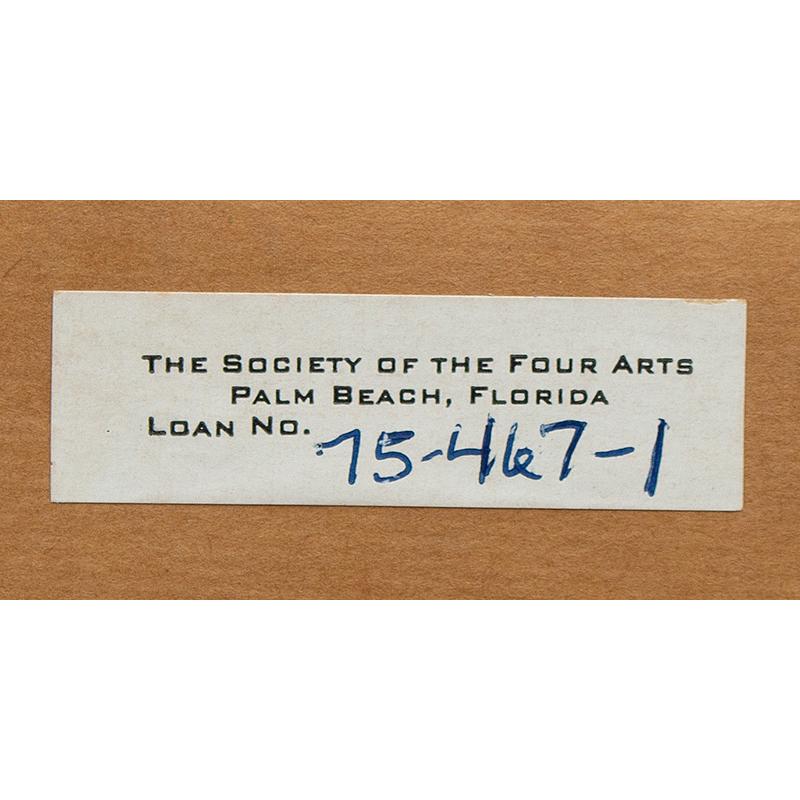 THE SOCIETY OF THE FOUR ARTS
PALM BEACH, FLORIDA
LOAN NO. 75-467-1